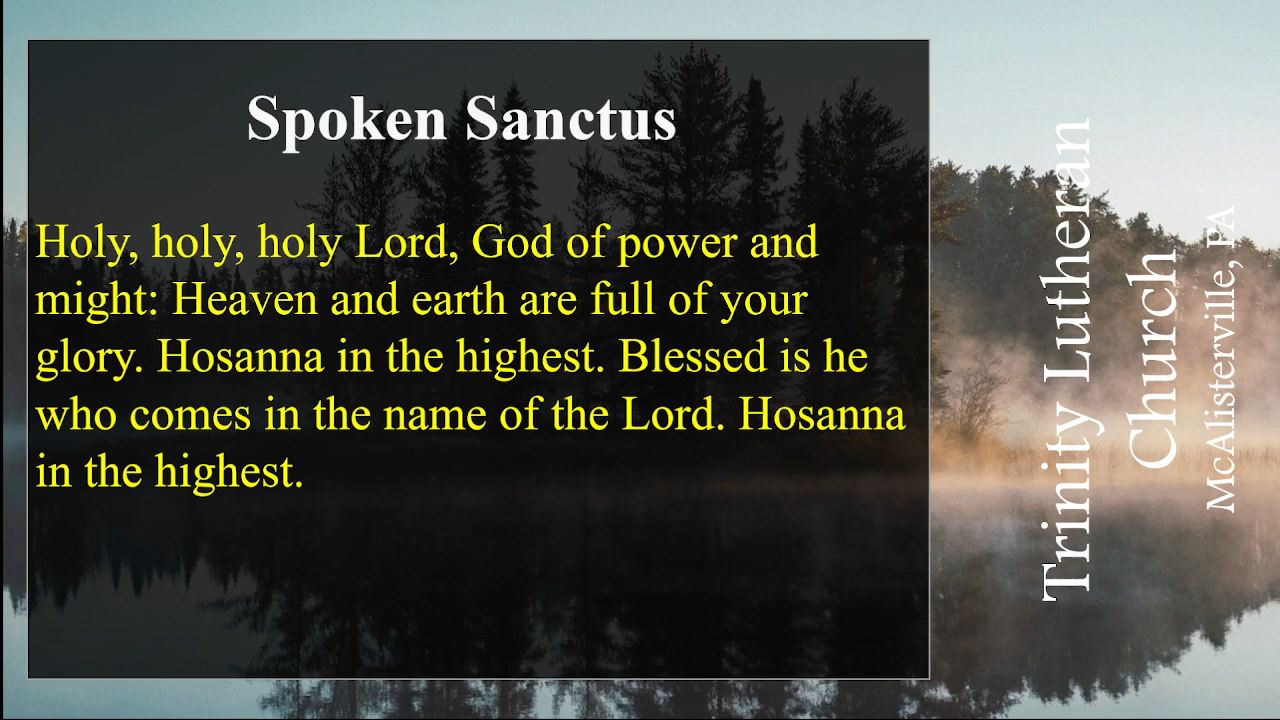 Spoken Sanctus
Holy, holy, holy Lord, God of power and
might: Heaven and earth are full of your
glory. Hosanna in the highest. Blessed is he
who comes in the name of the Lord. Hosanna
in the highest.
Trinity Lutheran
Church
McAlisterville, PA